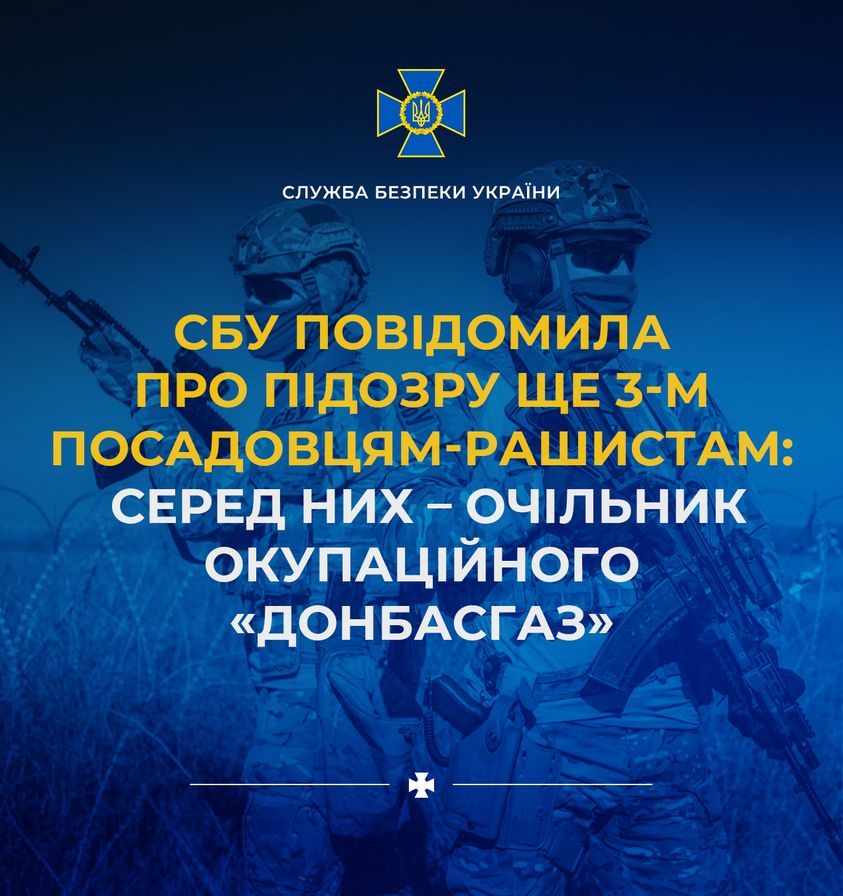 СЛУЖБА БЕЗПЕКИ УКРАЇНИ
СБУ ПОВІДОМИЛА
ПРО ПІДОЗРУ ЩЕ 3-М
ПОСАДОВЦЯМ-РАШИСТАМ:
СЕРЕД НИХ – ОЧІЛЬНИК
ОКУПАЦІЙНОГО
«ДОНБАСГАЗ»